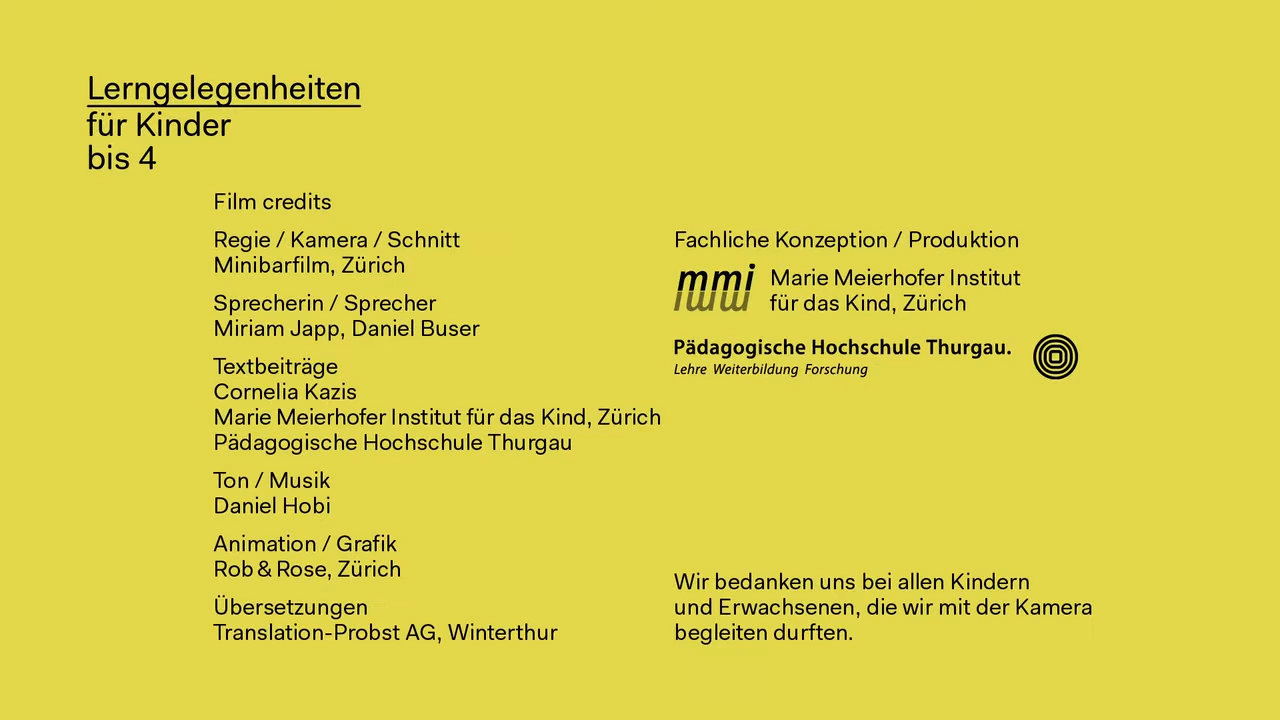 Lerngelegenheiten
für Kinder
bis 4
Film credits
Regie / Kamera / Schnitt
Minibarfilm, Zürich
Sprecherin / Sprecher
Miriam Japp, Daniel Buser
Textbeiträge
Cornelia Kazis
Marie Meierhofer Institut für das Kind, Zürich
Pädagogische Hochschule Thurgau
Ton / Musik
Daniel Hobi
Animation / Grafik
Rob & Rose, Zürich
Übersetzungen
Translation-Probst AG, Winterthur
Fachliche Konzeption / Produktion
mmi
Marie Meierhofer Institut
für das Kind, Zürich
Pädagogische Hochschule Thurgau.
Lehre Weiterbildung Forschung
Wir bedanken uns bei allen Kindern
und Erwachsenen, die wir mit der Kamera
begleiten durften.